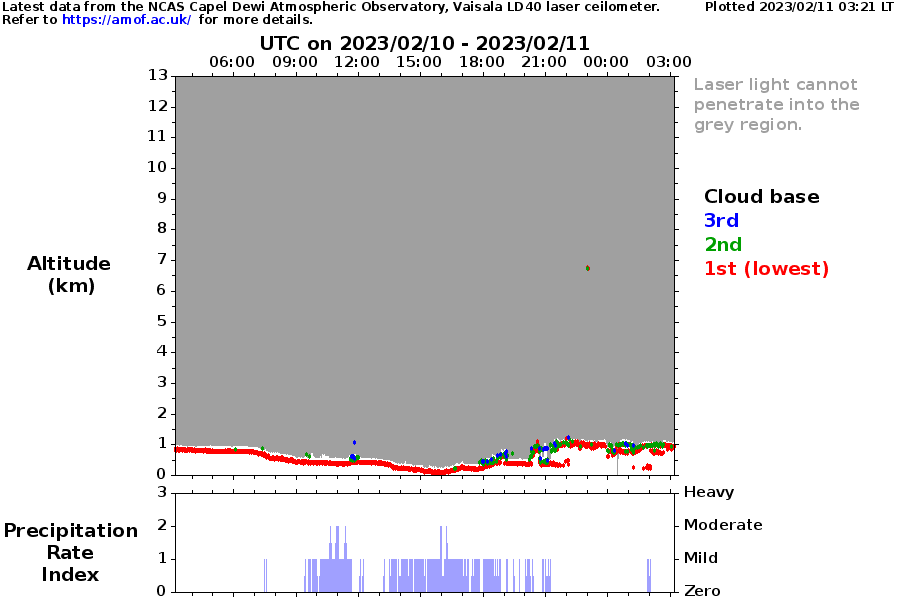 Latest data from the NCAS Capel Dewi Atmospheric Observatory, Vaisala LD40 laser ceilometer. Plotted 2023/02/11 03:21 LT
Refer to https://amof.ac.uk/ for more details.
UTC on 2023/02/10 - 2023/02/11
06:00 09:00 12:00 15:00 18:00 21:00 00:00 03:00
13
12
11
10
9
8
7
6
5
4
3
2
1
0
Altitude
(km)
Laser light cannot
penetrate into the
grey region.
Cloud base
3rd
2nd
1st (lowest)
3 Heavy
2 Moderate
1 Mild
0 Zero
Precipitation
Rate
Index